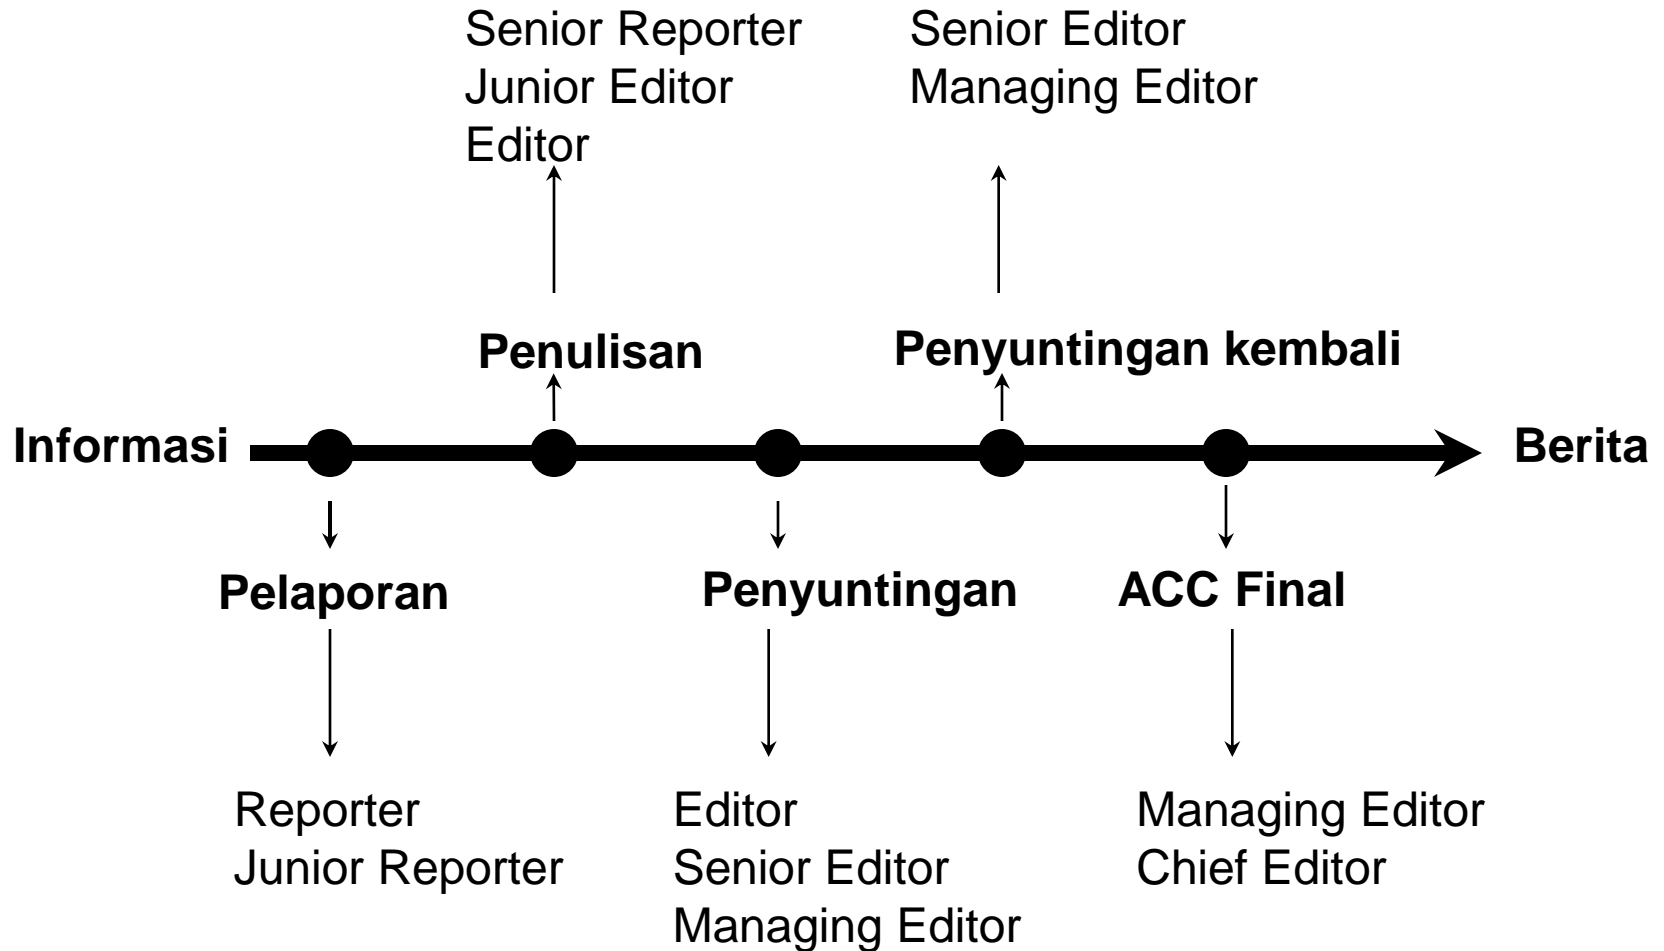 Senior Reporter
Junior Editor
Editor
Senior Editor
Managing Editor
Penulisan
Penyuntingan kembali
Informasi
Berita
Pelaporan
Penyuntingan
ACC Final
Reporter
Junior Reporter
Editor
Senior Editor
Managing Editor
Managing Editor
Chief Editor